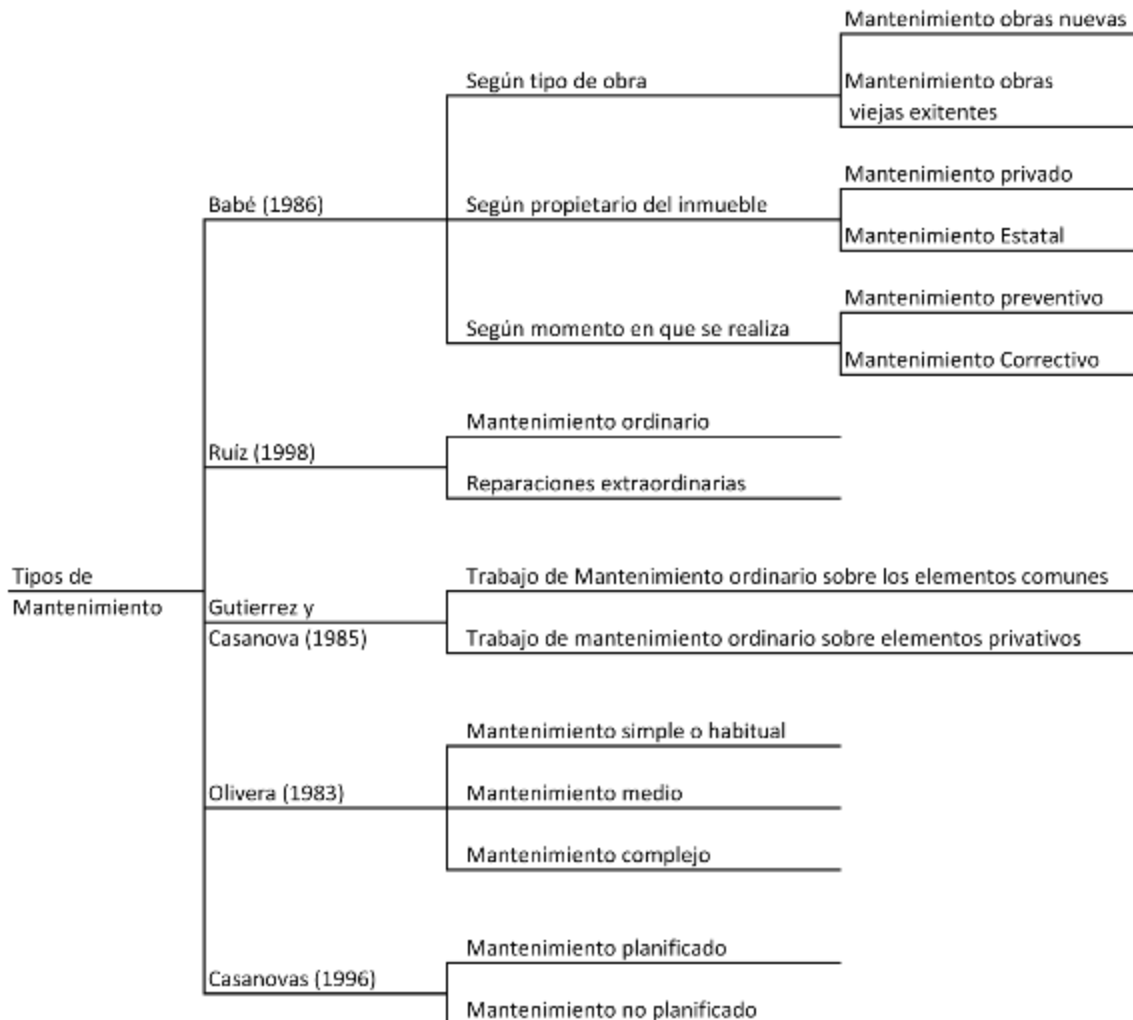 Tipos de
Mantenimiento
Babé (1986)
Según tipo de obra
Mantenimiento obras nuevas
Mantenimiento obras
viejas exitentes
Según propietario del inmueble
Mantenimiento privado
Mantenimiento Estatal
Según momento en que se realiza
Mantenimiento preventivo
Mantenimiento Correctivo
Ruíz (1998)
Mantenimiento ordinario
Reparaciones extraordinarias
Gutierrez y
Casanova (1985)
Trabajo de Mantenimiento ordinario sobre los elementos comunes
Trabajo de mantenimiento ordinario sobre elementos privativos
Olivera (1983)
Mantenimiento simple o habitual
Mantenimiento medio
Mantenimiento complejo
Casanovas (1996)
Mantenimiento planificado
Mantenimiento no planificado